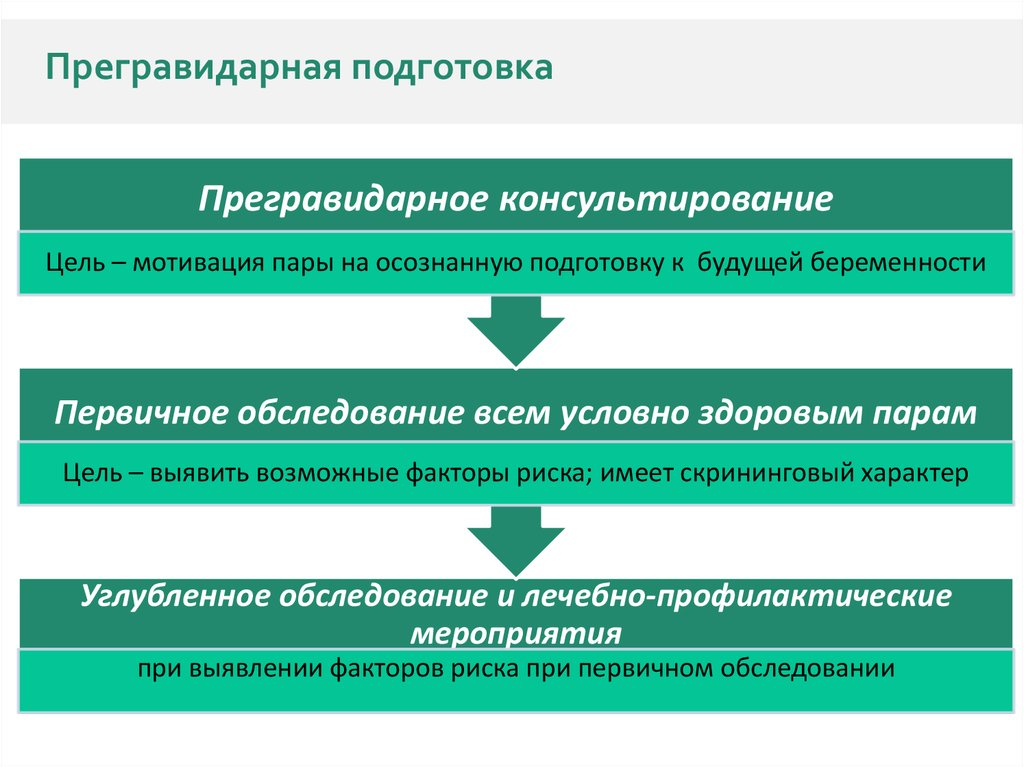 Прегравидарная подготовка
Прегравидарное консультирование
Цель – мотивация пары на осознанную подготовку к  будущей беременности
Первичное обследование всем условно здоровым парам
Цель – выявить возможные факторы риска; имеет скрининговый характер
Углубленное обследование и лечебно-профилактические
мероприятия
при выявлении факторов риска при первичном обследовании